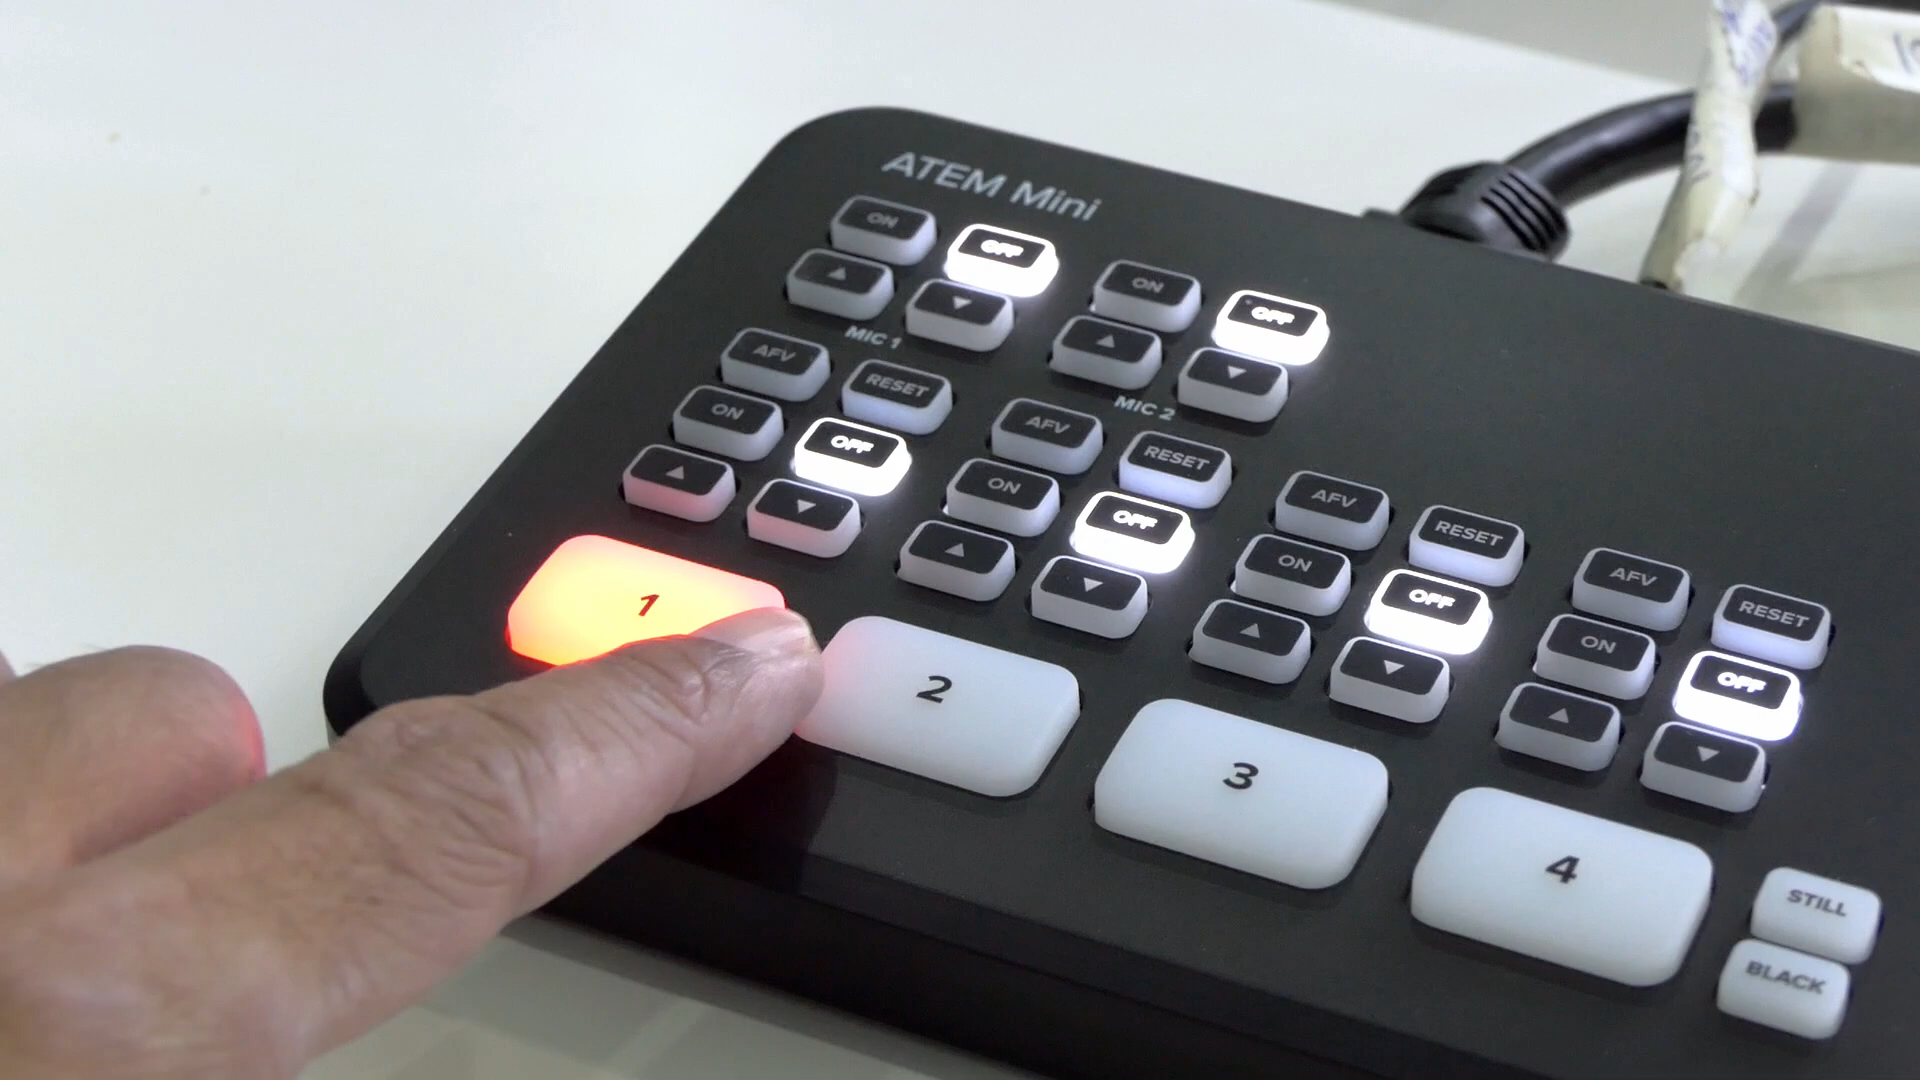 ATEM Mini
ON OFF ON OFF
▲ ▼ ▲ ▼
MIC 1 MIC 2
AFV RESET AFV RESET AFV RESET AFV RESET
ON OFF ON OFF ON OFF ON OFF
▲ ▼ ▲ ▼ ▲ ▼ ▲ ▼
1 2 3 4
STILL
BLACK